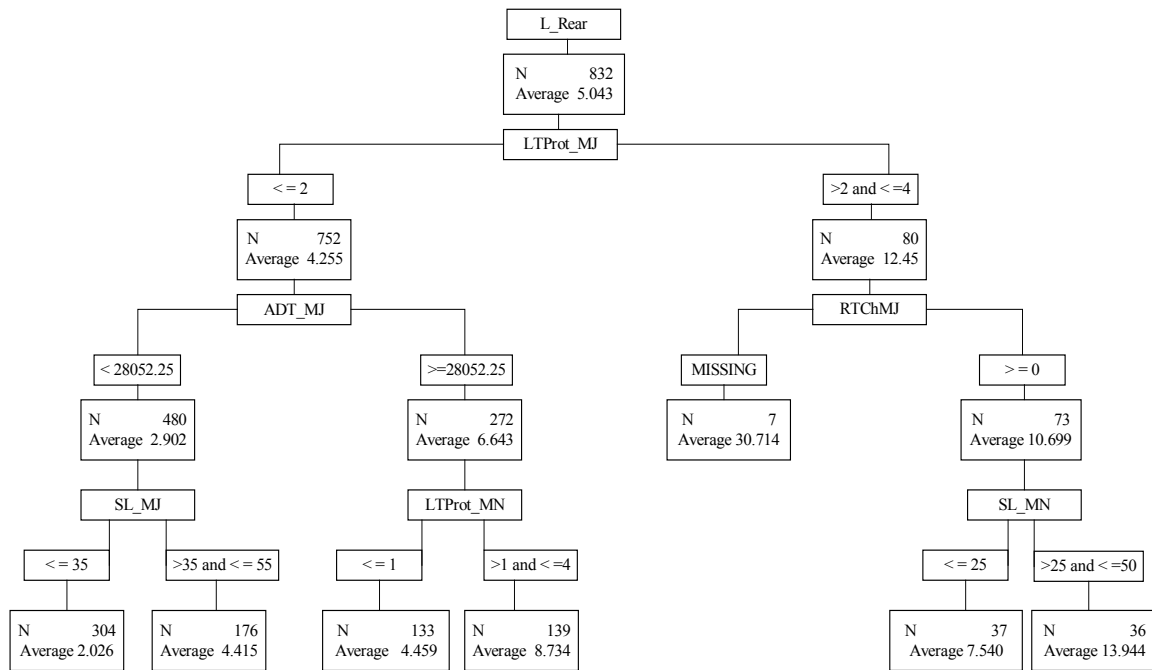 L_Rear
N 832
Average 5.043
LTProt_MJ
< = 2
>2 and < =4
N 752
Average 4.255
N 80
Average 12.45
ADT_MJ
RTChMJ
< 28052.25
>=28052.25
MISSING
> = 0
N 480
Average 2.902
N 272
Average 6.643
N 7
Average 30.714
N 73
Average 10.699
SL_MJ
LTProt_MN
SL_MN
< = 35
>35 and < = 55
< = 1
>1 and < =4
< = 25
>25 and < =50
N 304
Average 2.026
N 176
Average 4.415
N 133
Average 4.459
N 139
Average 8.734
N 37
Average 7.540
N 36
Average 13.944